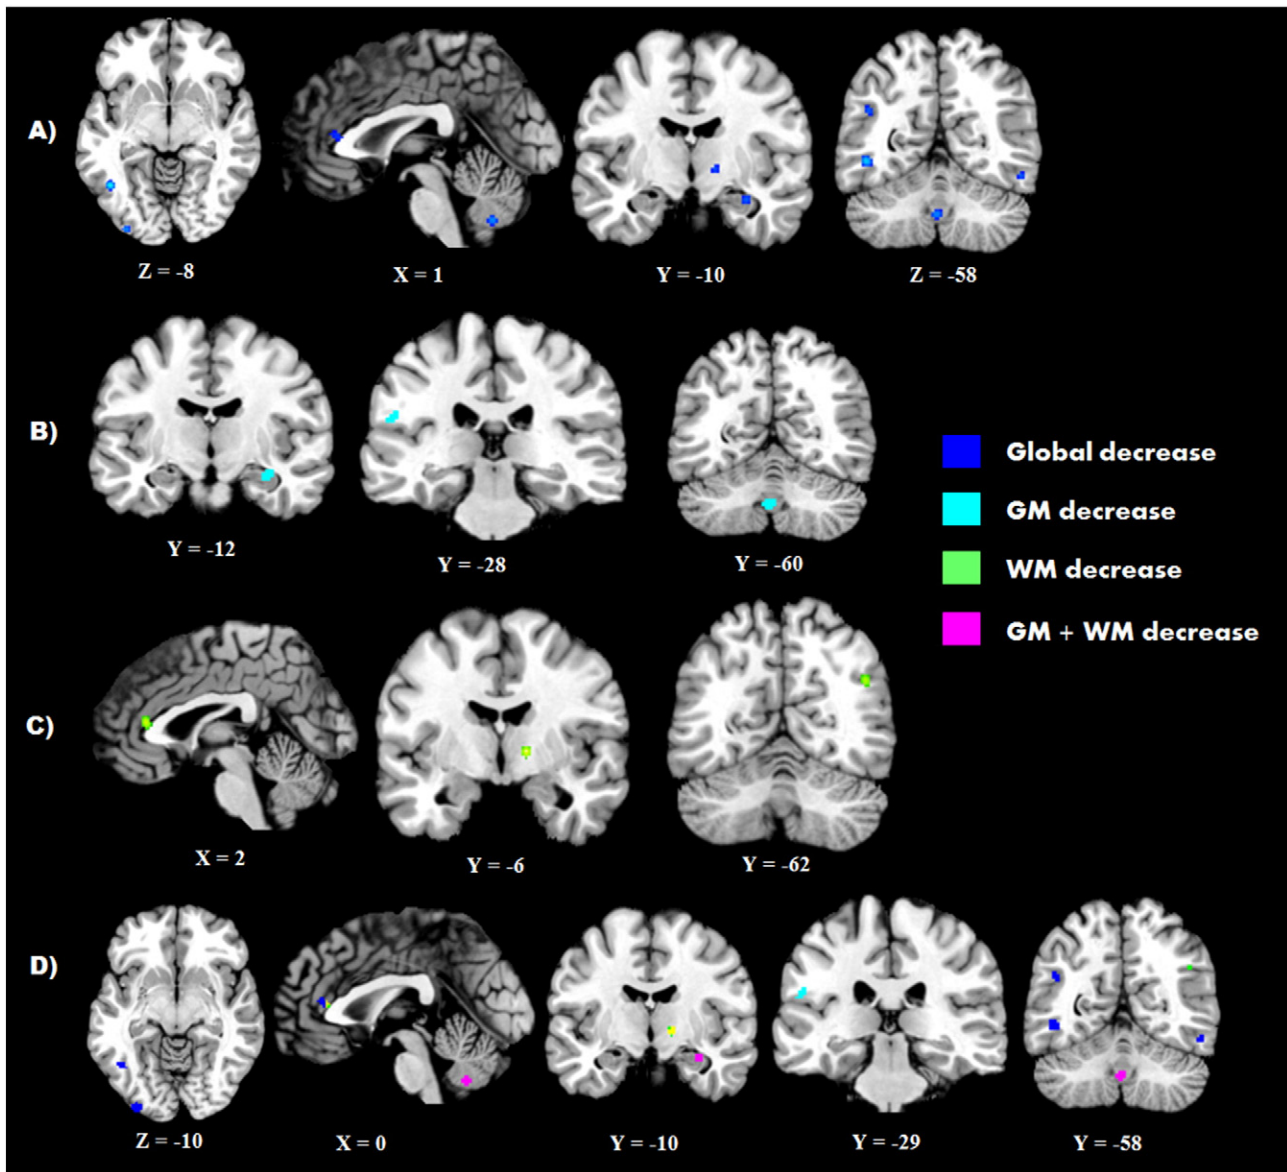 A)
Z = -8
X = 1
Y = -10
Z = -58
B)
Y = -12
Y = -28
Y = -60
Global decrease
GM decrease
WM decrease
GM + WM decrease
C)
X = 2
Y = -6
Y = -62
D)
Z = -10
X = 0
Y = -10
Y = -29
Y = -58